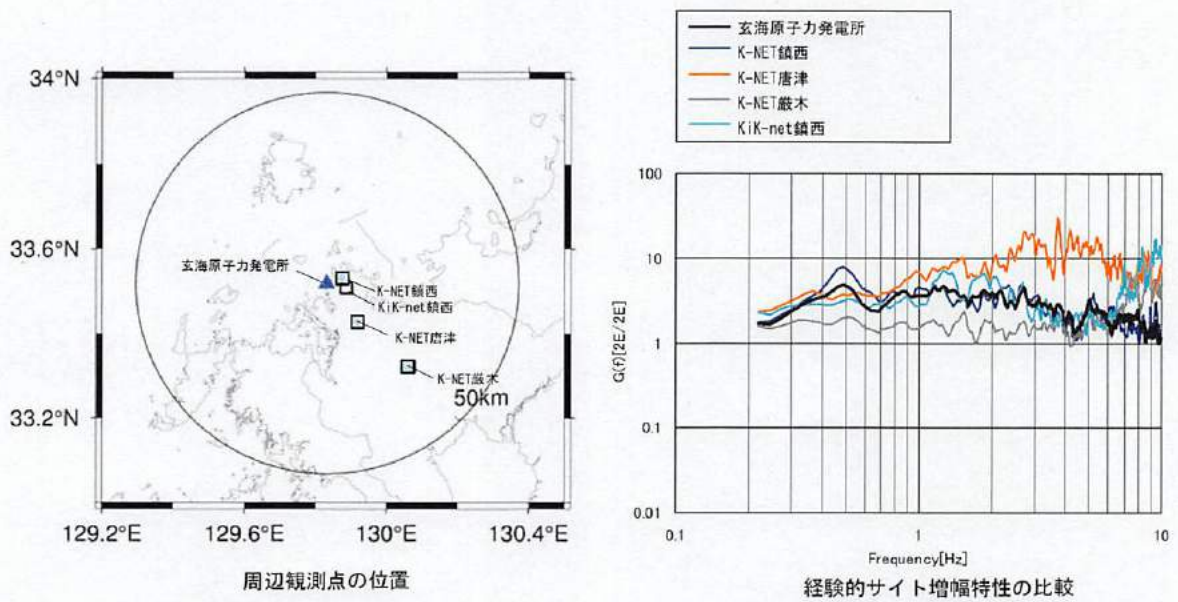 34°N
33.6°N
33.2°N
129.2°E
129.6°E
130°E
130.4°E
玄海原子力発電所
K-NET鎮西
KiK-net鎮西
K-NET唐津
K-NET厳木
50km
周辺観測点の位置
玄海原子力発電所
K-NET鎮西
K-NET唐津
K-NET厳木
KiK-net鎮西
100
10
1
0.1
0.01
G(f)[2E/2E]
0.1
1
10
Frequency[Hz]
経験的サイト増幅特性の比較